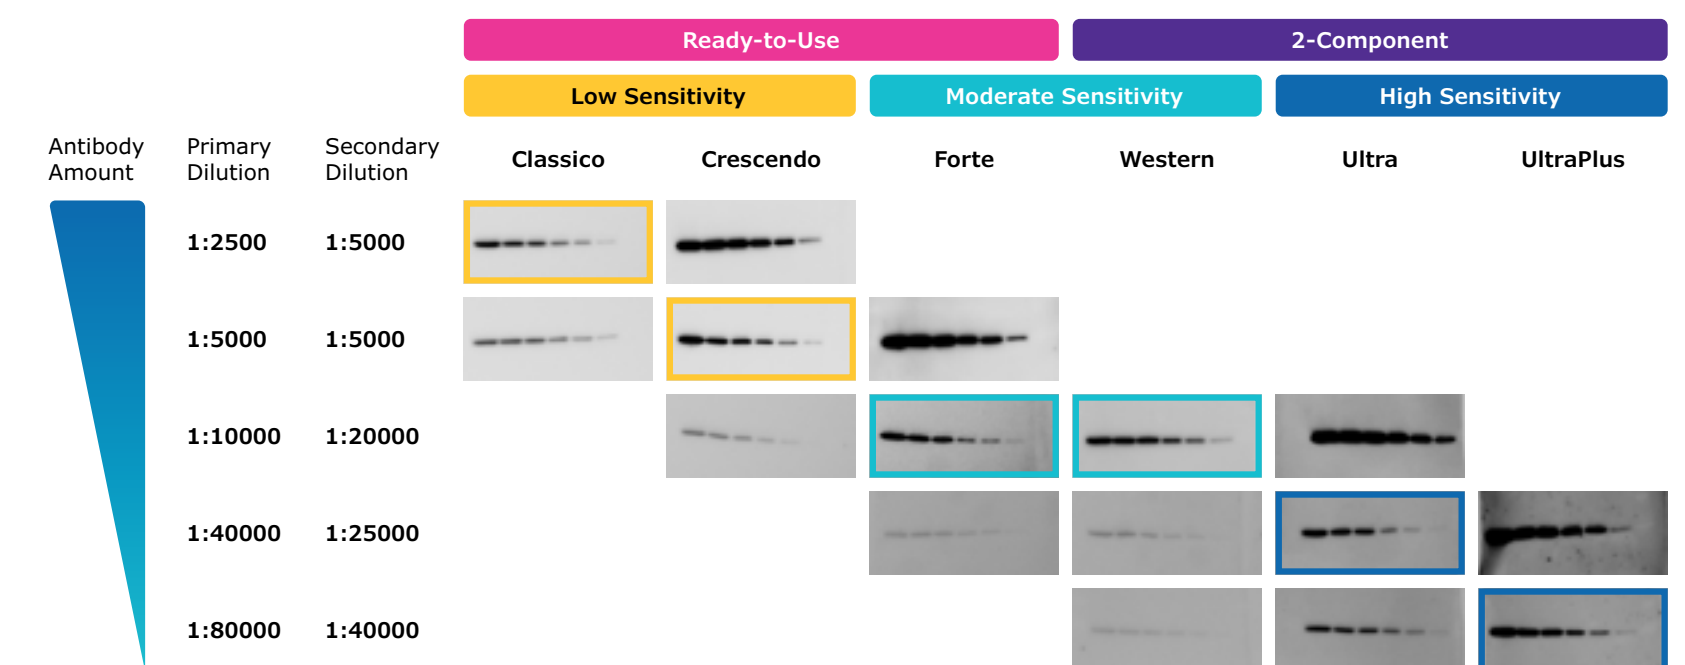 Ready-to-Use
2-Component
Low Sensitivity
Moderate Sensitivity
High Sensitivity
Antibody
Amount
Primary
Dilution
Secondary
Dilution
Classico
Crescendo
Forte
Western
Ultra
UltraPlus
1:2500
1:5000
1:5000
1:5000
1:10000
1:20000
1:40000
1:25000
1:80000
1:40000